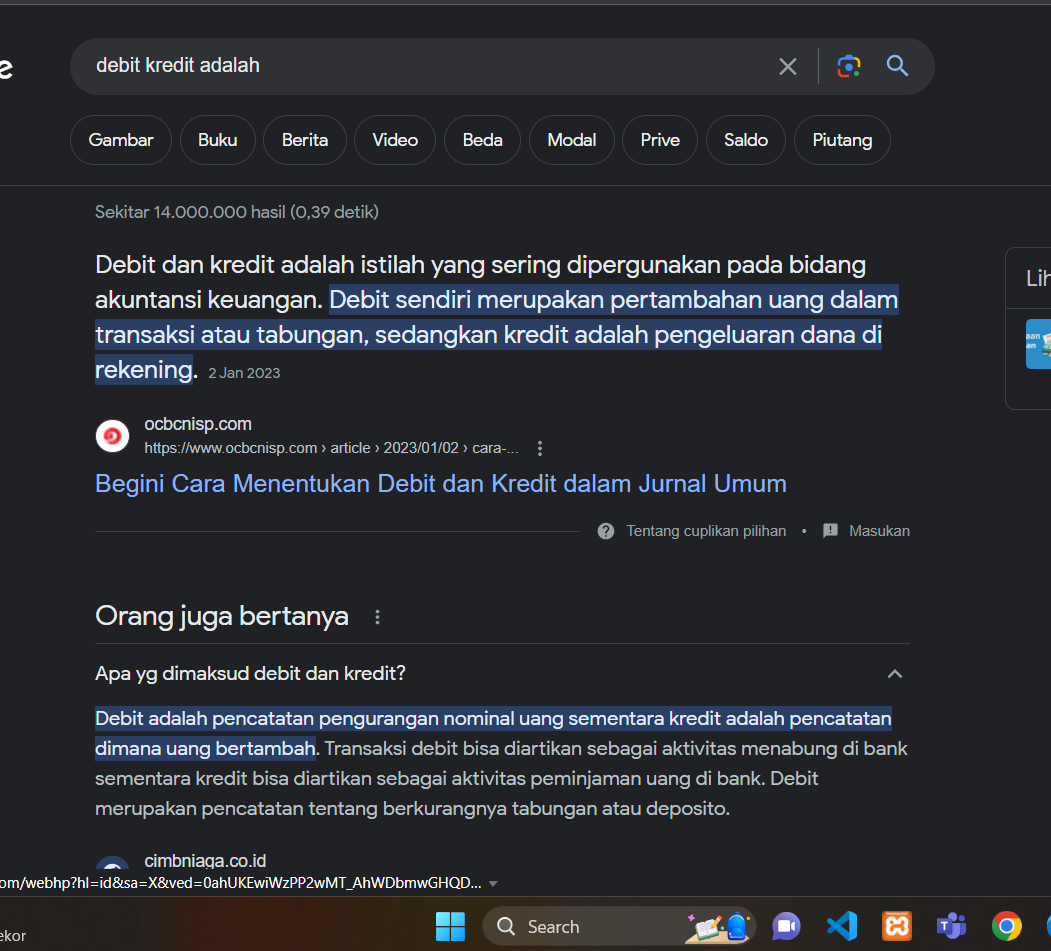 e
debit kredit adalah
Gambar
Buku
Berita
Video
Beda
Modal
Prive
Saldo
Piutang
Sekitar 14.000.000 hasil (0,39 detik)
Debit dan kredit adalah istilah yang sering dipergunakan pada bidang
akuntansi keuangan. Debit sendiri merupakan pertambahan uang dalam
transaksi atau tabungan, sedangkan kredit adalah pengeluaran dana di
rekening. 2 Jan 2023
Lih
ocbcnisp.com
https://www.ocbcnisp.com › article › 2023/01/02 › cara-...
Begini Cara Menentukan Debit dan Kredit dalam Jurnal Umum
Tentang cuplikan pilihan • Masukan
Orang juga bertanya
Apa yg dimaksud debit dan kredit?
Debit adalah pencatatan pengurangan nominal uang sementara kredit adalah pencatatan
dimana uang bertambah. Transaksi debit bisa diartikan sebagai aktivitas menabung di bank
sementara kredit bisa diartikan sebagai aktivitas peminjaman uang di bank. Debit
merupakan pencatatan tentang berkurangnya tabungan atau deposito.
cimbniaga.co.id
om/webhp?hl=id&sa=X&ved=0ahUKEwiWzPP2wMT_AhWDbmwGHQD...
ekor
Search